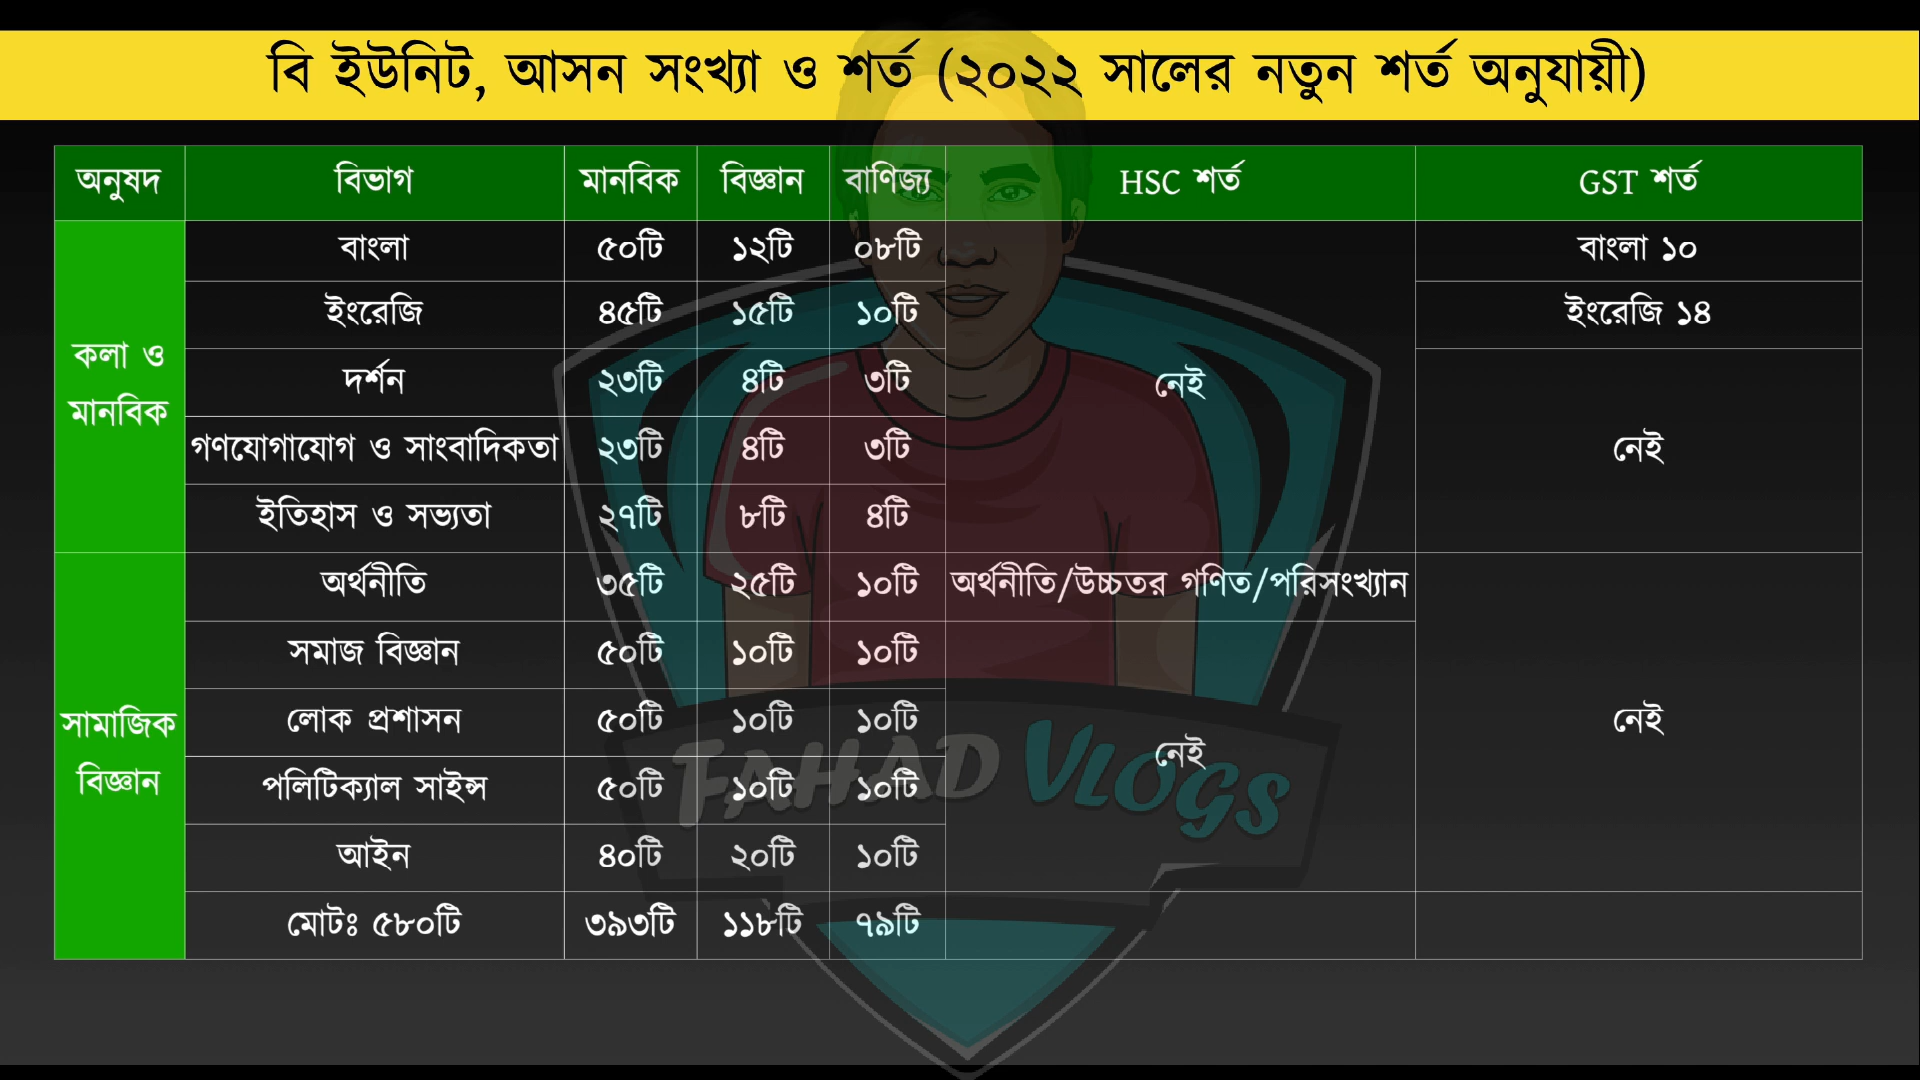 বি ইউনিট, আসন সংখ্যা ও শর্ত (২০২২ সালের নতুন শর্ত অনুযায়ী)
অনুষদ বিভাগ মানবিক বিজ্ঞান বাণিজ্য HSC শর্ত GST শর্ত
কলা ও
মানবিক
বাংলা ৫০টি ১২টি ০৮টি বাংলা ১০
ইংরেজি ৪৫টি ১৫টি ১০টি ইংরেজি ১৪
দর্শন ২৩টি ৪টি ৩টি নেই
গণযোগাযোগ ও সাংবাদিকতা ২৩টি ৪টি ৩টি নেই
ইতিহাস ও সভ্যতা ২৭টি ৮টি ৪টি
সামাজিক
বিজ্ঞান
অর্থনীতি ৩৫টি ২৫টি ১০টি অর্থনীতি/উচ্চতর গণিত/পরিসংখ্যান
সমাজ বিজ্ঞান ৫০টি ১০টি ১০টি
লোক প্রশাসন ৫০টি ১০টি ১০টি নেই
নেই
পলিটিক্যাল সাইন্স ৫০টি ১০টি ১০টি
আইন ৪০টি ২০টি ১০টি
মোটঃ ৫৮০টি ৩৯৩টি ১১৮টি ৭৯টি
FAHAD VLOGS